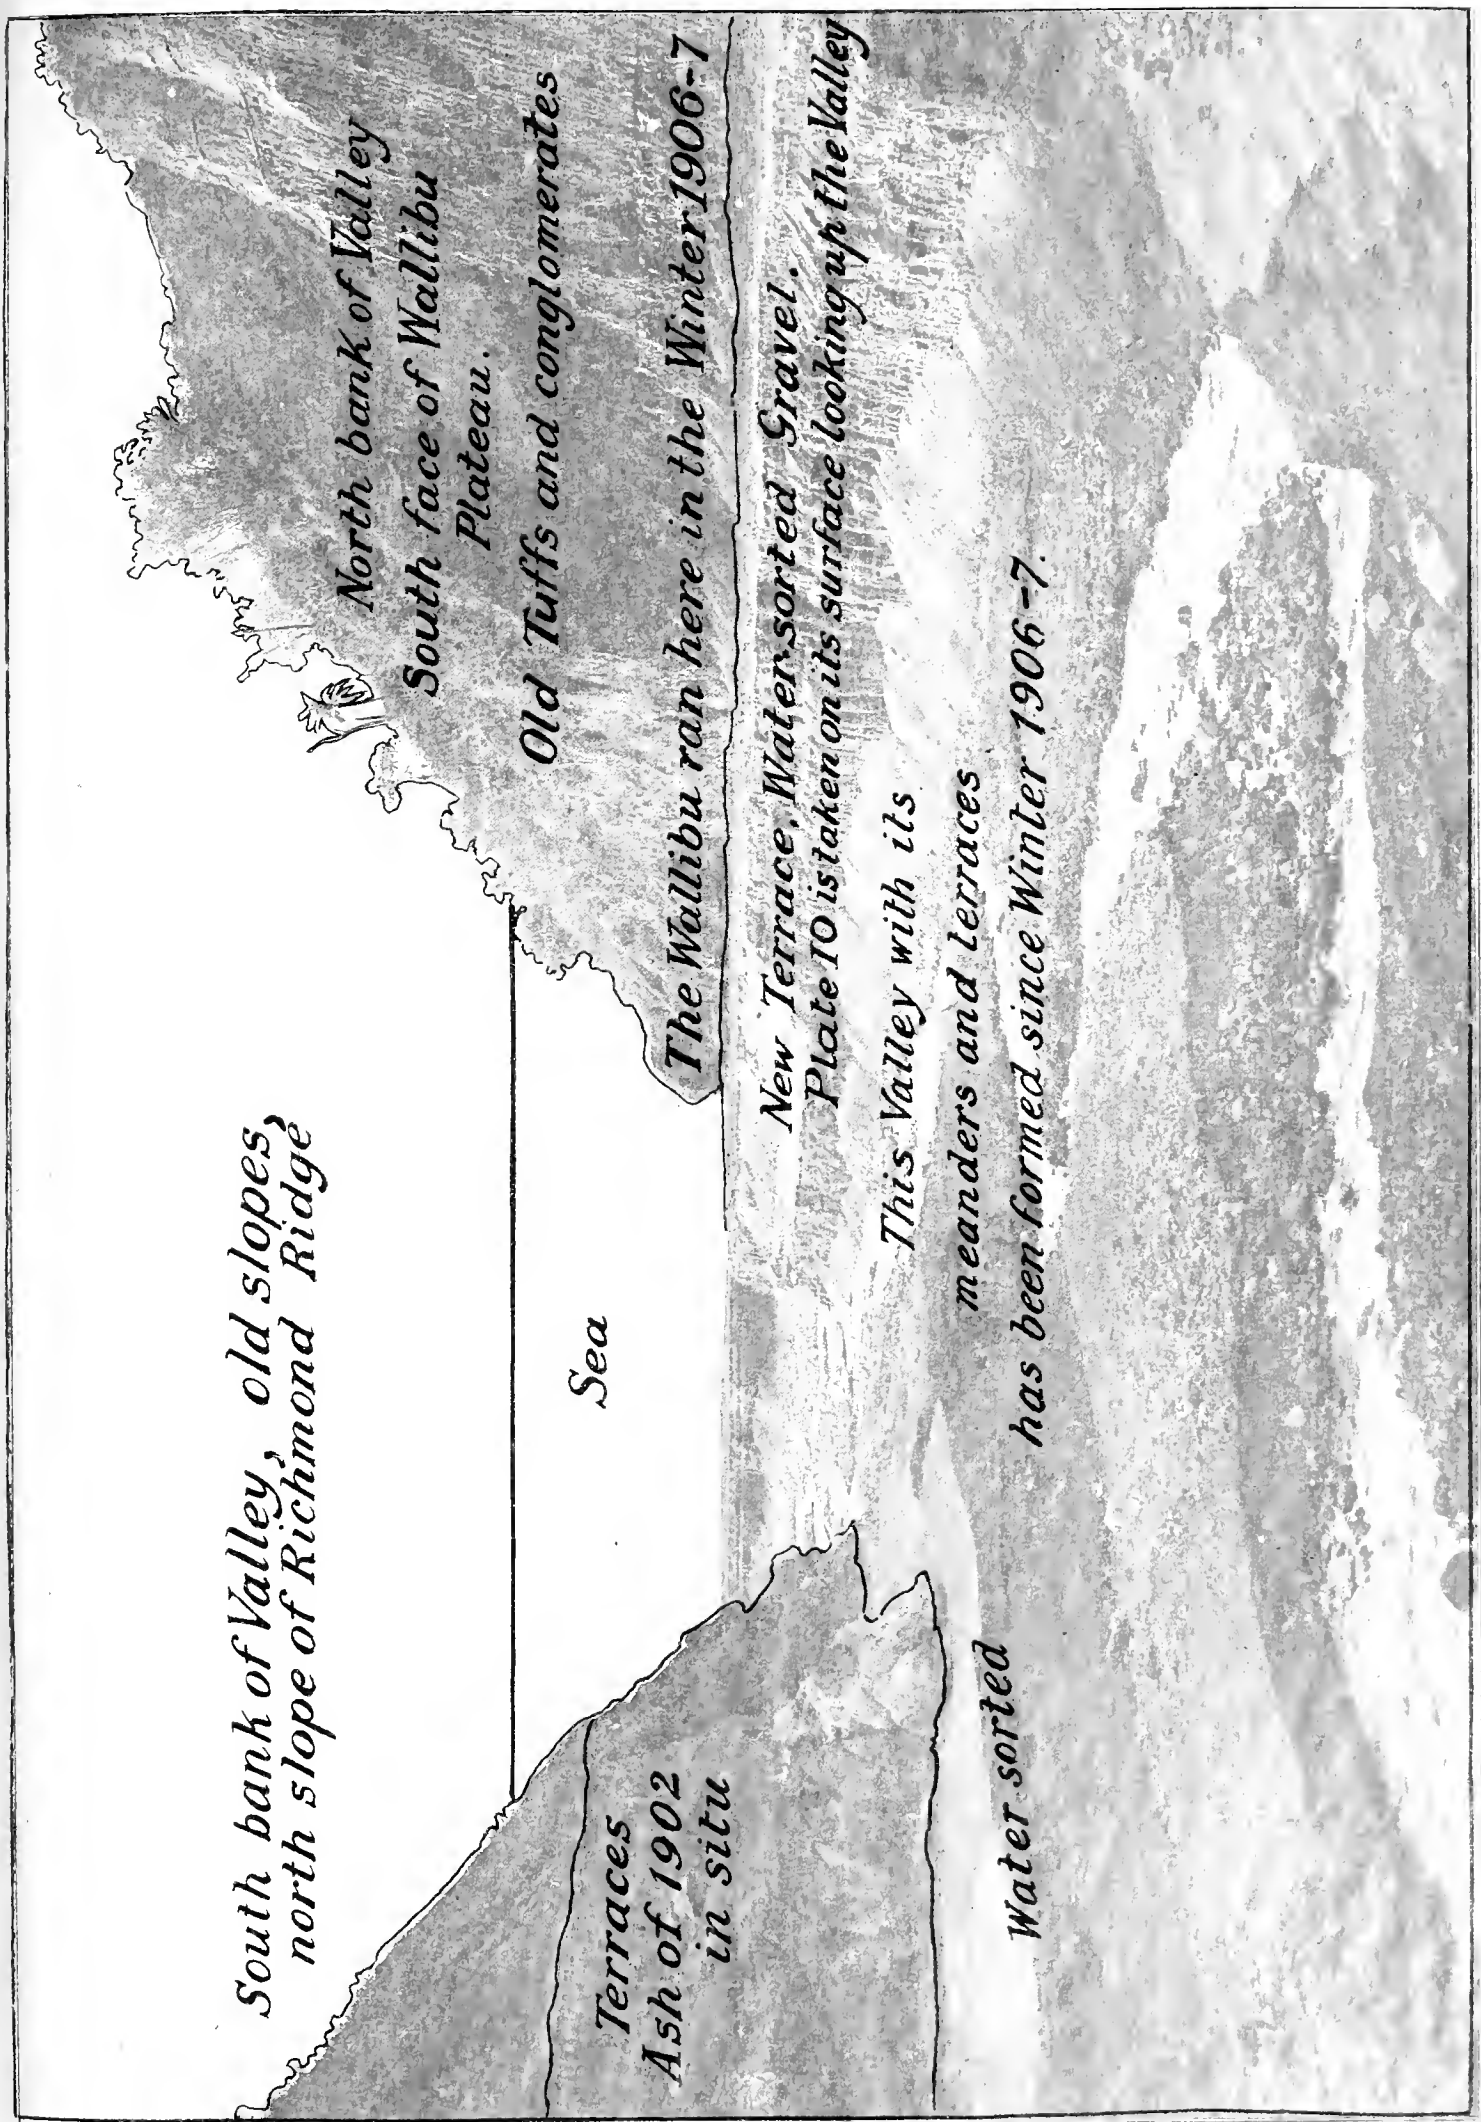 South bank of Valley, old slopes,
north slope of Richmond Ridge
North bank of Valley
South face of Wallibu
Plateau.
Old Tuffs and conglomerates
Sea
The Wallibu ran here in the Winter 1906-7
Terraces
Ash of 1902
in situ
New Terrace, Water-sorted Gravel.
Plate 10 is taken on its surface looking up the Valley
This Valley with its
meanders and terraces
has been formed since Winter 1906-7.
Water sorted